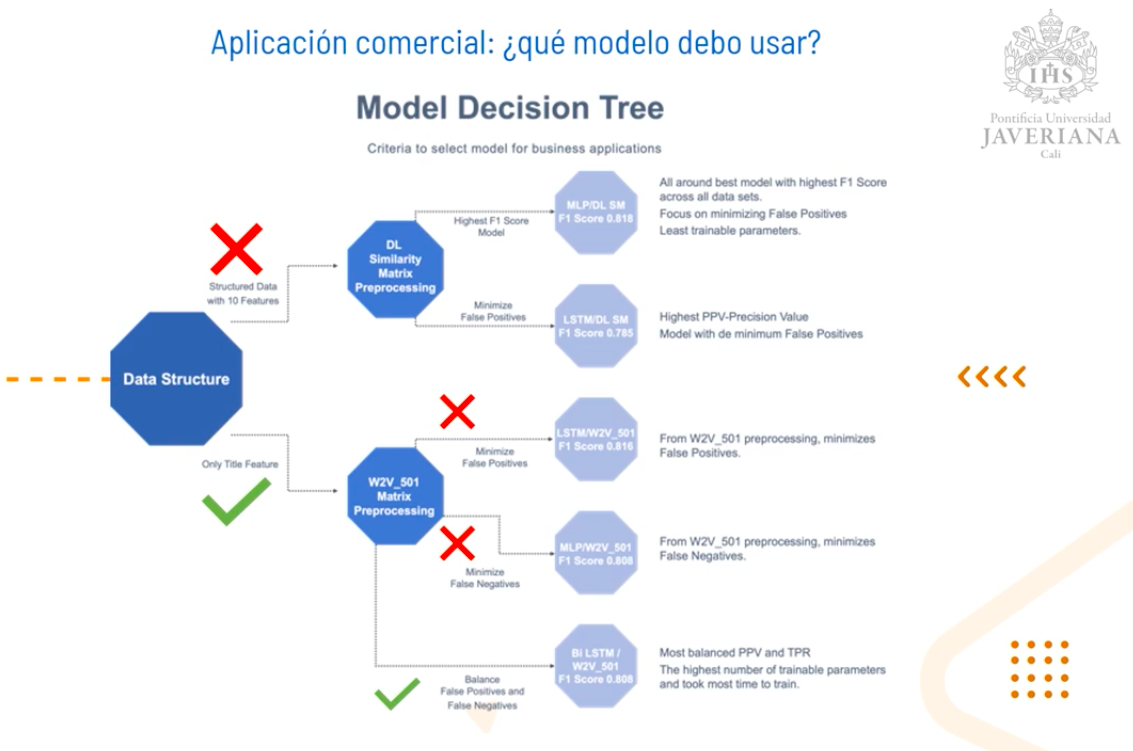 Aplicación comercial: ¿qué modelo debo usar?
IHS
Pontificia Universidad
JAVERIANA
Cali
Model Decision Tree
Criteria to select model for business applications
Data Structure
Structured Data
with 10 Features
Only Title Feature
DL
Similarity
Matrix
Preprocessing
Highest F1 Score
Model
Minimize
False Positives
MLP/DL SM
F1 Score 0.818
All around best model with highest F1 Score
across all data sets.
Focus on minimizing False Positives
Least trainable parameters.
LSTM/DL SM
F1 Score 0.785
Highest PPV-Precision Value
Model with de minimum False Positives
W2V_501
Matrix
Preprocessing
Minimize
False Positives
LSTM/W2V_501
F1 Score 0.816
From W2V_501 preprocessing, minimizes
False Positives.
Minimize
False Negatives
MLP/W2V_501
F1 Score 0.808
From W2V_501 preprocessing, minimizes
False Negatives.
Balance
False Positives and
False Negatives
Bi LSTM /
W2V_501
F1 Score 0.808
Most balanced PPV and TPR
The highest number of trainable parameters
and took most time to train.